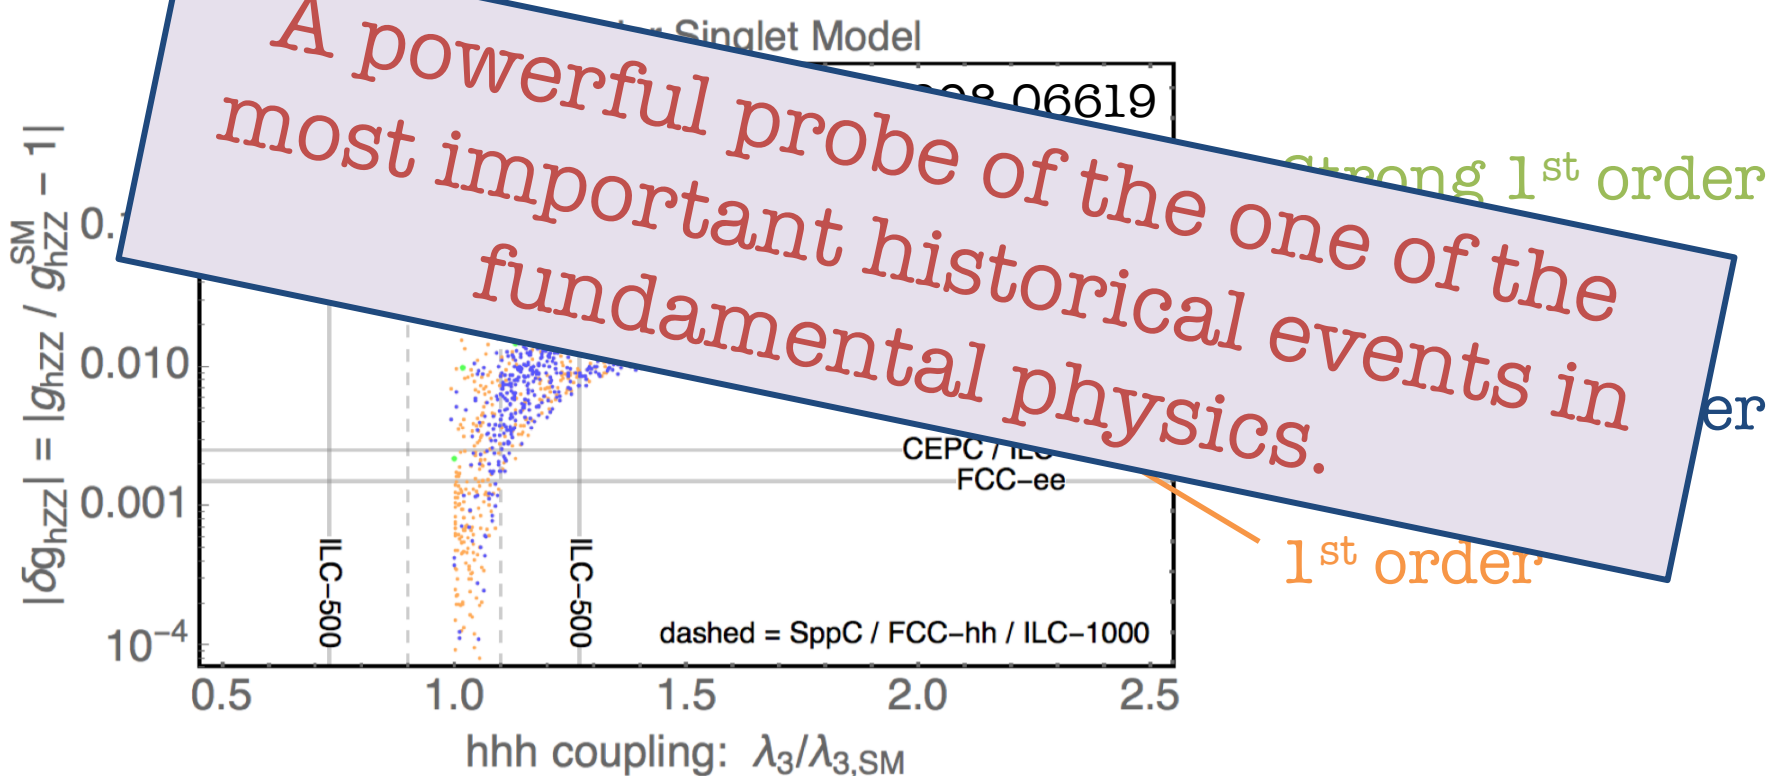 Singlet Model
06619
A powerful probe of the one of the
most important historical events in
fundamental physics.
Strong 1st order
er
1st order
|δghZZ| = |ghZZ / gSMhZZ − 1|
0.
0.010
0.001
10−4
CEPC / ILC
FCC−ee
ILC−500
ILC−500
dashed = SppC / FCC−hh / ILC−1000
0.5 1.0 1.5 2.0 2.5
hhh coupling: λ3/λ3,SM